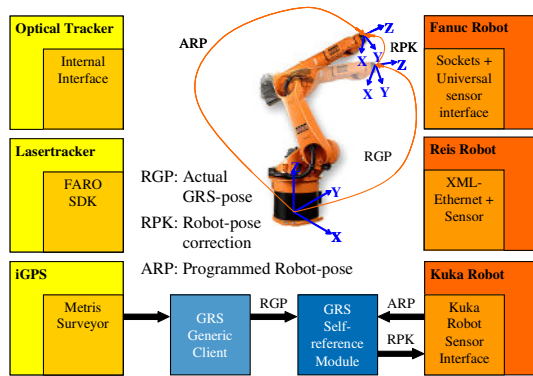 Optical Tracker
Internal
Interface
Lasertracker
FARO
SDK
iGPS
Metris
Surveyor
ARP
RPK
RGP
Z
X
Y
Z
X
Y
Z
Y
X
RGP: Actual
GRS-pose
RPK: Robot-pose
correction
ARP: Programmed Robot-pose
Fanuc Robot
Sockets +
Universal
sensor
interface
Reis Robot
XML-
Ethernet +
Sensor
Kuka Robot
Kuka
Robot
Sensor
Interface
GRS
Generic
Client
RGP
GRS
Self-
reference
Module
ARP
RPK